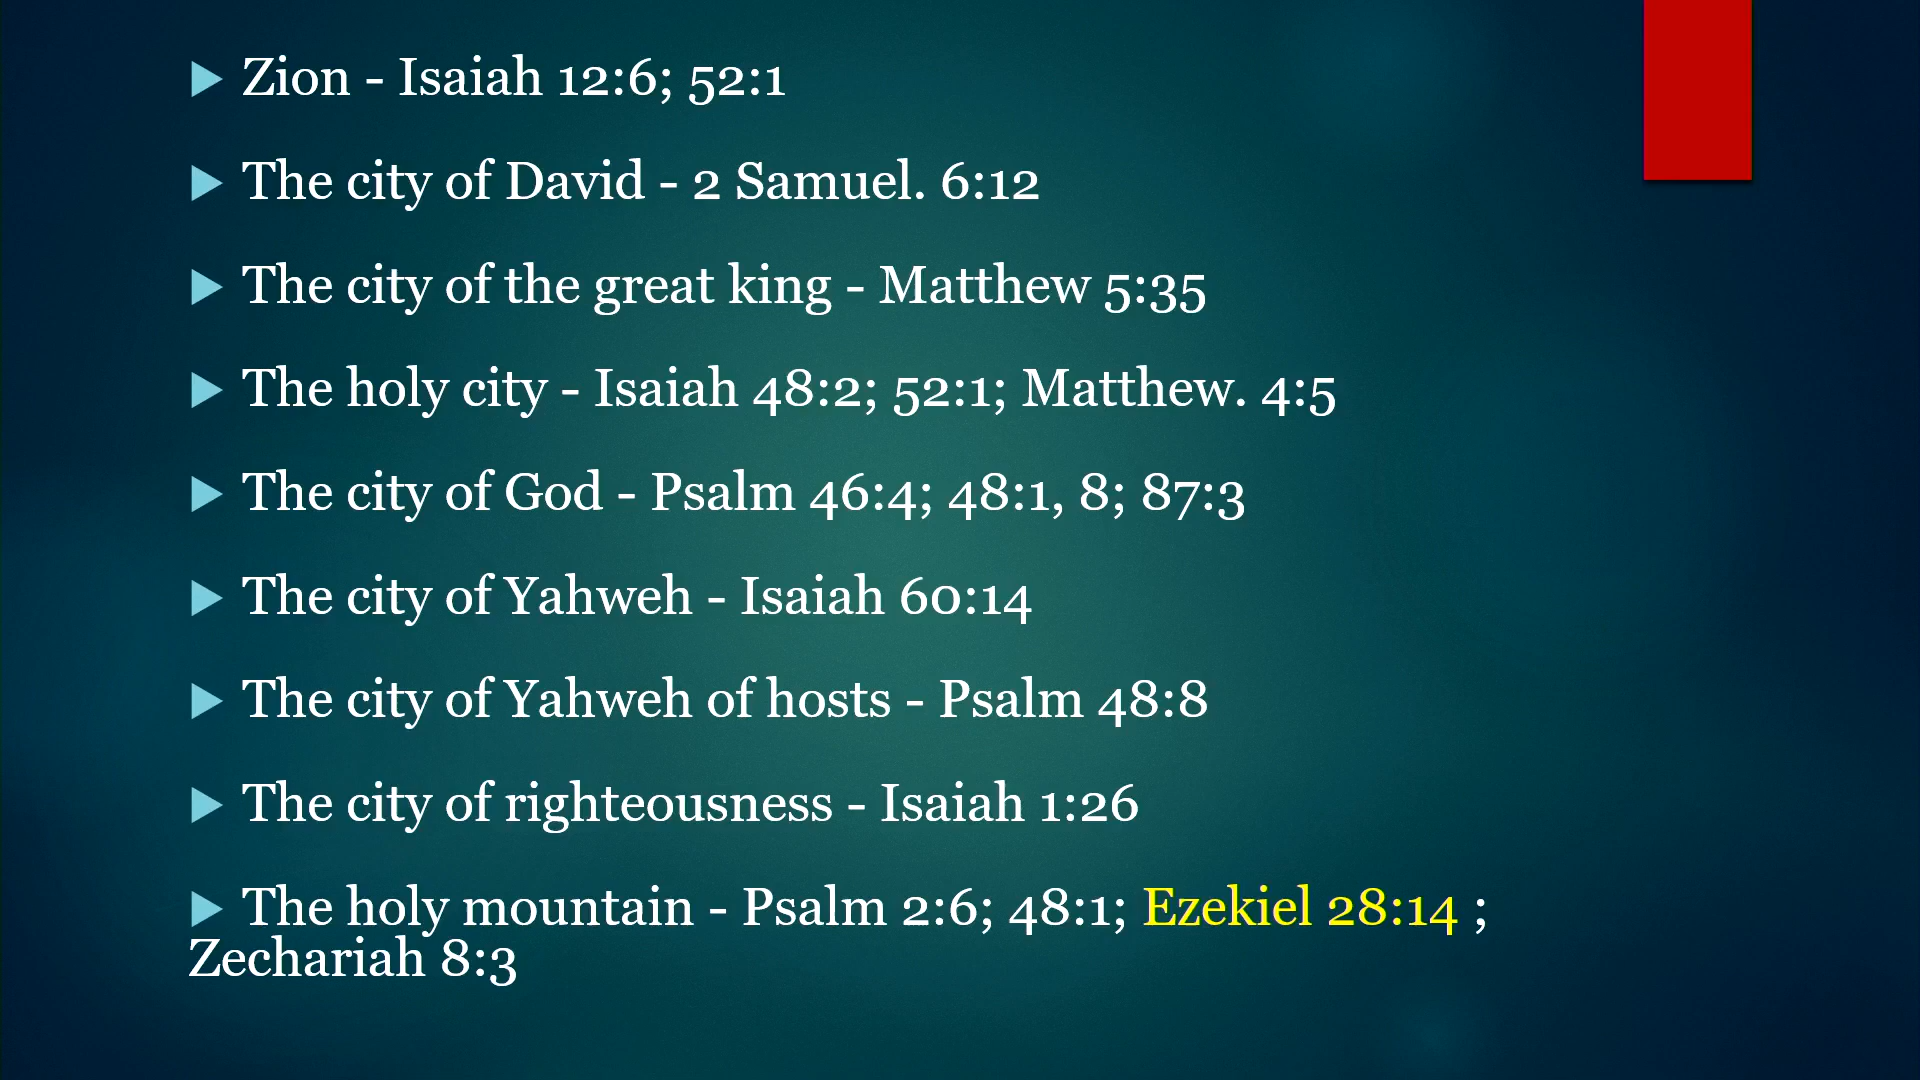 Zion - Isaiah 12:6; 52:1
The city of David - 2 Samuel. 6:12
The city of the great king - Matthew 5:35
The holy city - Isaiah 48:2; 52:1; Matthew. 4:5
The city of God - Psalm 46:4; 48:1, 8; 87:3
The city of Yahweh - Isaiah 60:14
The city of Yahweh of hosts - Psalm 48:8
The city of righteousness - Isaiah 1:26
The holy mountain - Psalm 2:6; 48:1; Ezekiel 28:14 ;
Zechariah 8:3